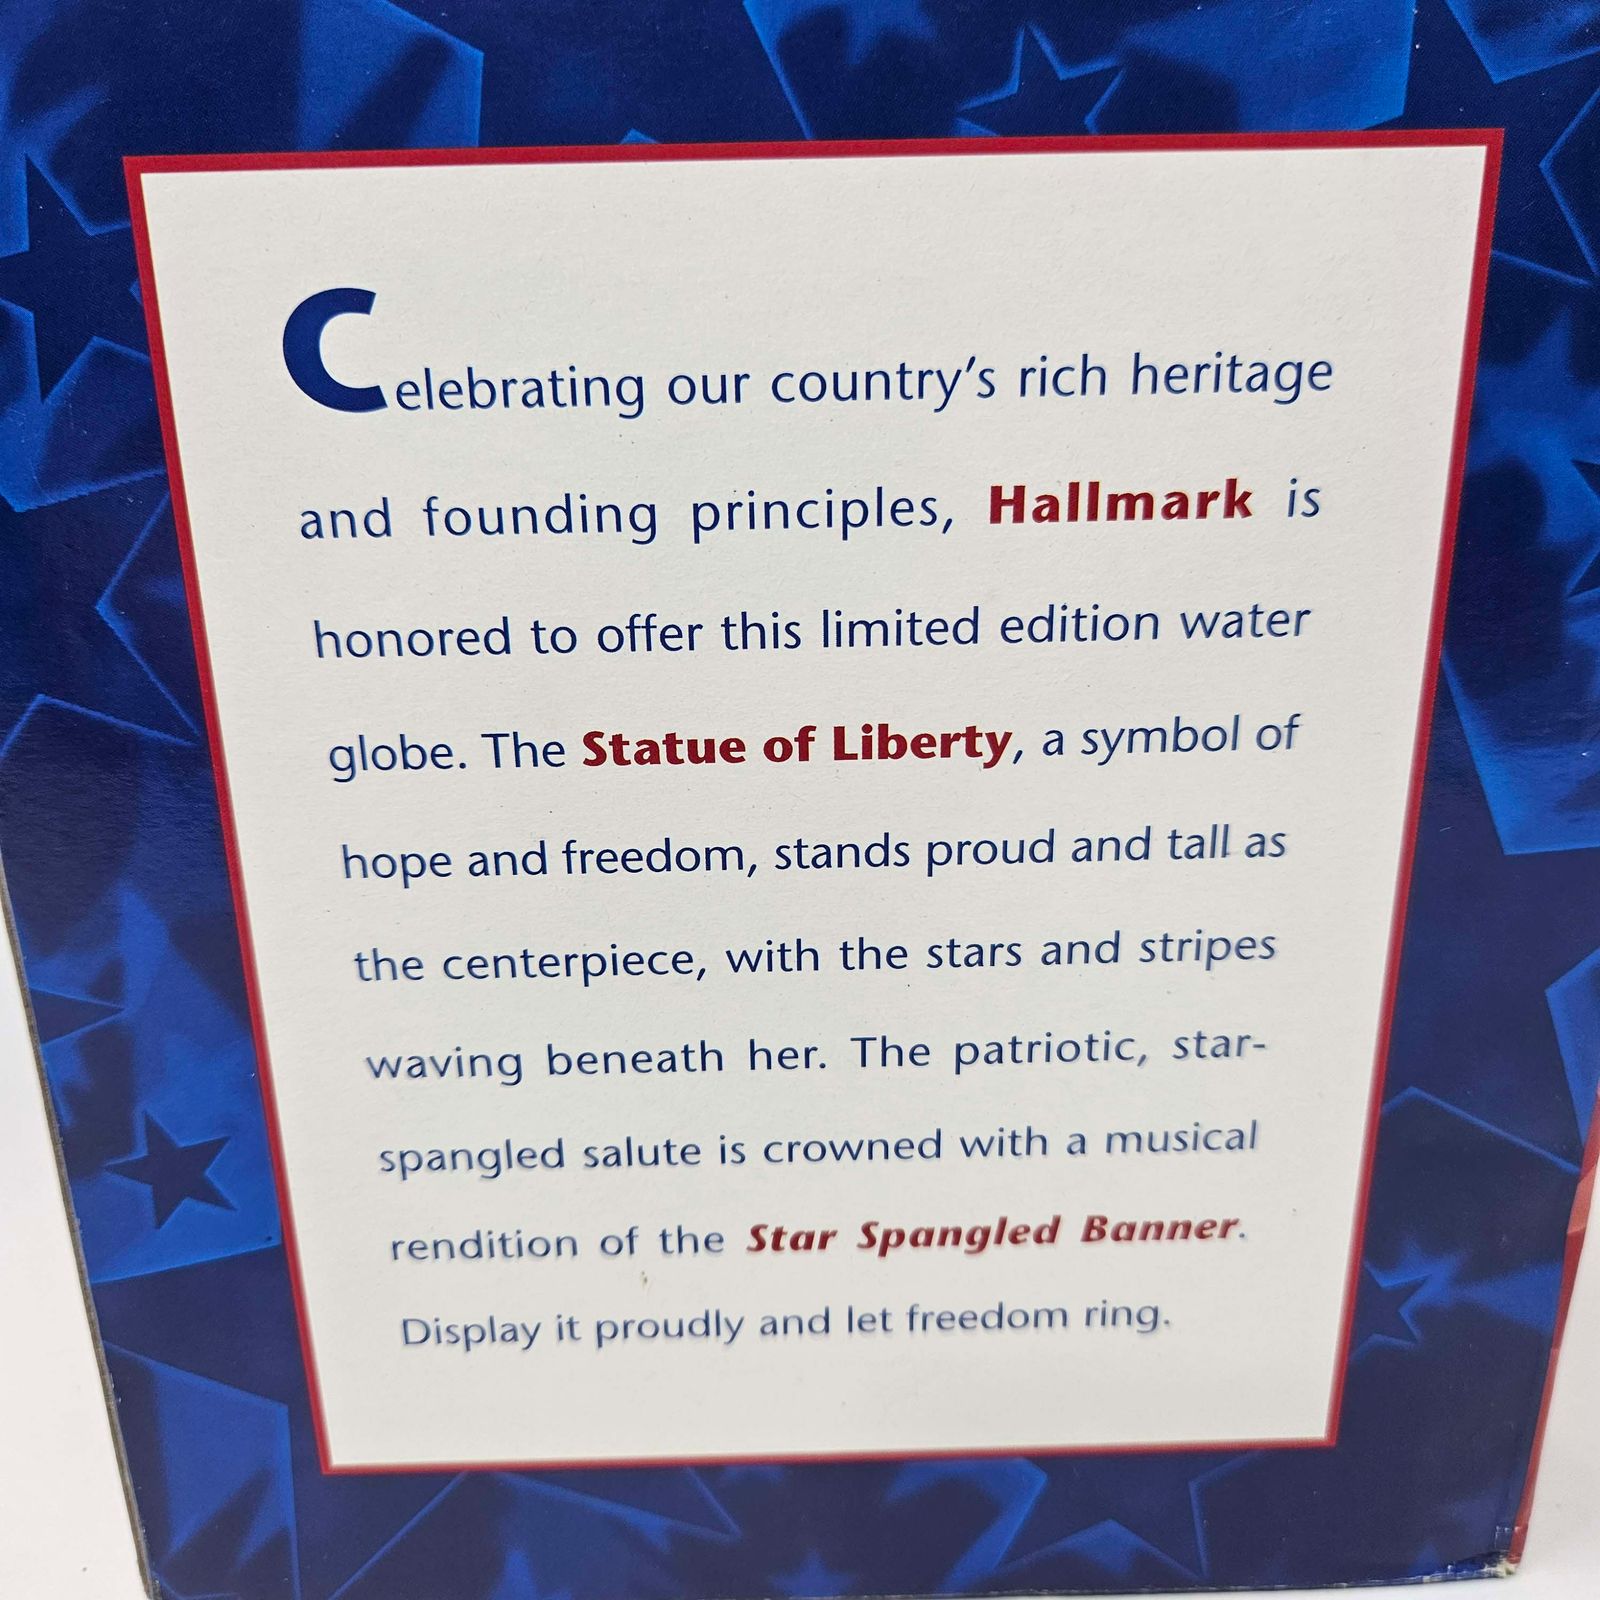 Celebrating our country's rich heritage
and founding principles, Hallmark is
honored to offer this limited edition water
globe. The Statue of Liberty, a symbol of
hope and freedom, stands proud and tall as
the centerpiece, with the stars and stripes
waving beneath her. The patriotic, star-
spangled salute is crowned with a musical
rendition of the Star Spangled Banner.
Display it proudly and let freedom ring.